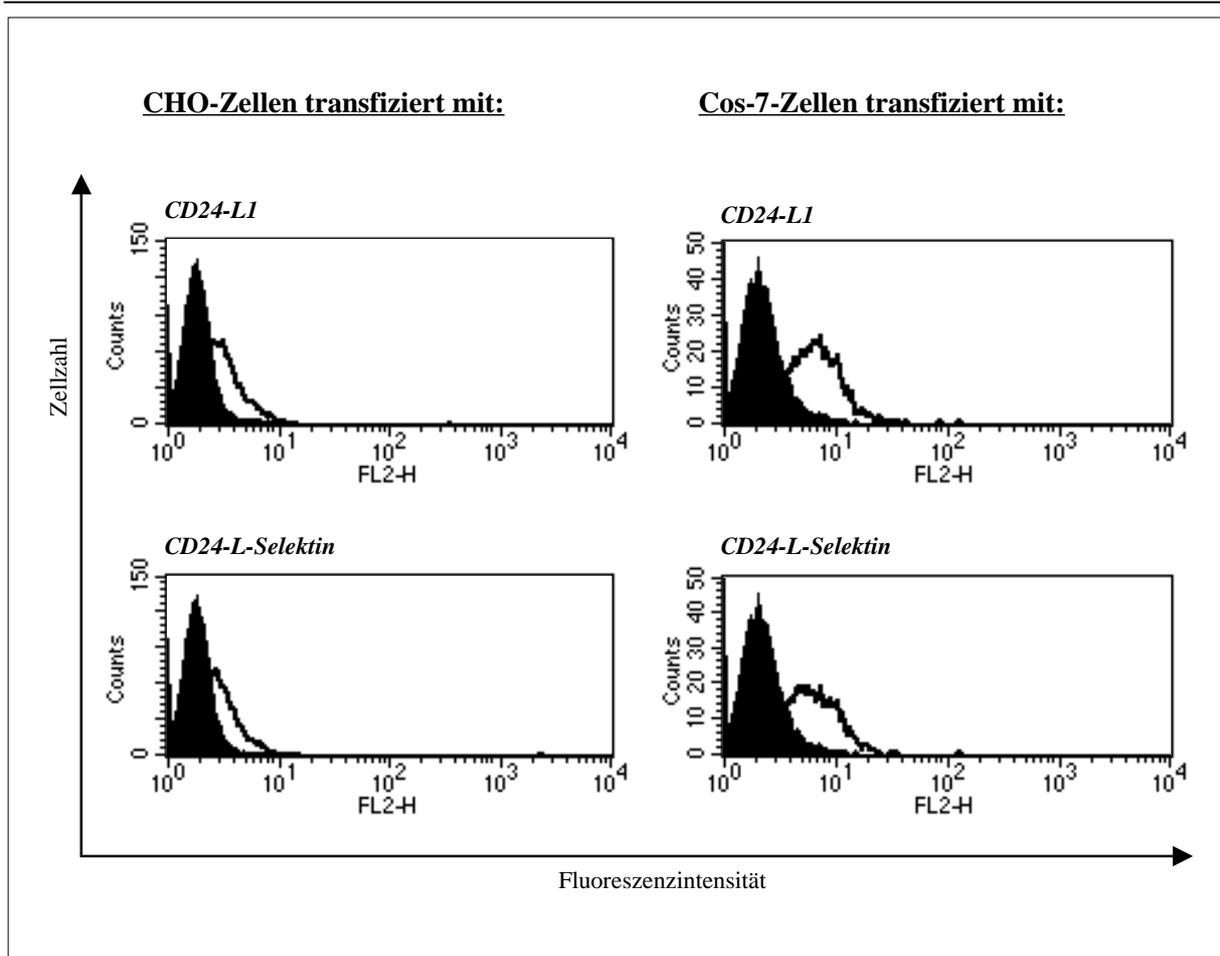 CHO-Zellen transfiziert mit:
Cos-7-Zellen transfiziert mit:
Zellzahl
CD24-L1
150
Counts
0
10^0 10^1 10^2 10^3 10^4
FL2-H
CD24-L1
50
40
30
20
10
0
Counts
10^0 10^1 10^2 10^3 10^4
FL2-H
CD24-L-Selektin
150
Counts
0
10^0 10^1 10^2 10^3 10^4
FL2-H
CD24-L-Selektin
50
40
30
20
10
0
Counts
10^0 10^1 10^2 10^3 10^4
FL2-H
Fluoreszenzintensität